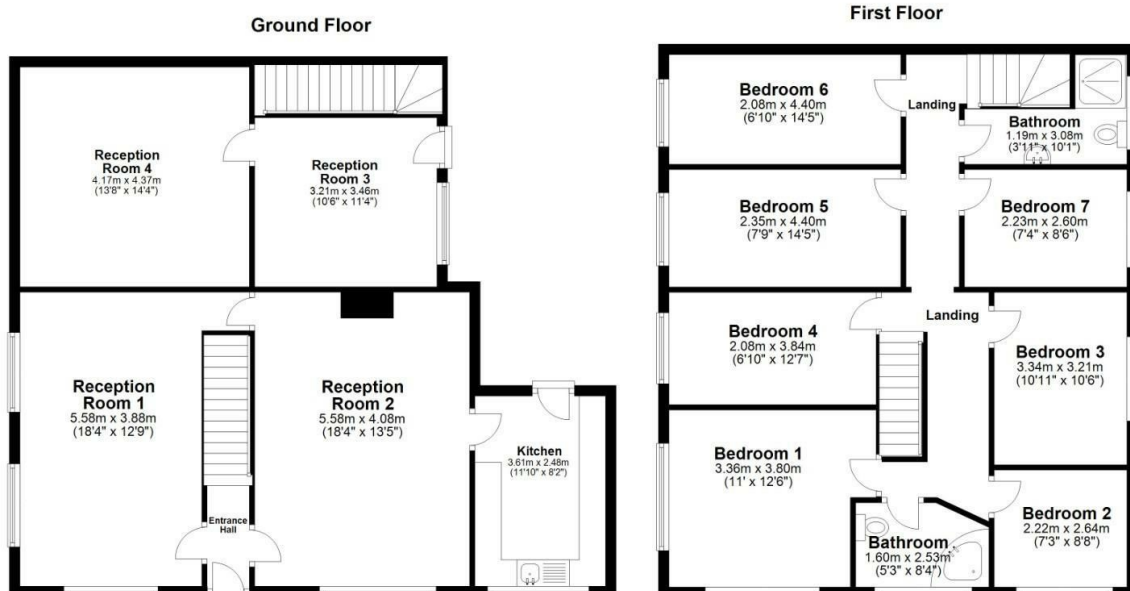 Ground Floor
Reception
Room 4
4.17m x 4.37m
(13'8" x 14'4")
Reception
Room 3
3.21m x 3.46m
(10'6" x 11'4")
Reception
Room 1
5.58m x 3.88m
(18'4" x 12'9")
Reception
Room 2
5.58m x 4.08m
(18'4" x 13'5")
Kitchen
3.61m x 2.48m
(11'10" x 8'2")
Entrance
Hall
First Floor
Bedroom 6
2.08m x 4.40m
(6'10" x 14'5")
Landing
Bathroom
1.19m x 3.08m
(3'11" x 10'1")
Bedroom 5
2.35m x 4.40m
(7'9" x 14'5")
Bedroom 7
2.23m x 2.60m
(7'4" x 8'6")
Bedroom 4
2.08m x 3.84m
(6'10" x 12'7")
Landing
Bedroom 3
3.34m x 3.21m
(10'11" x 10'6")
Bedroom 1
3.36m x 3.80m
(11' x 12'6")
Bathroom
1.60m x 2.53m
(5'3" x 8'4")
Bedroom 2
2.22m x 2.64m
(7'3" x 8'8")